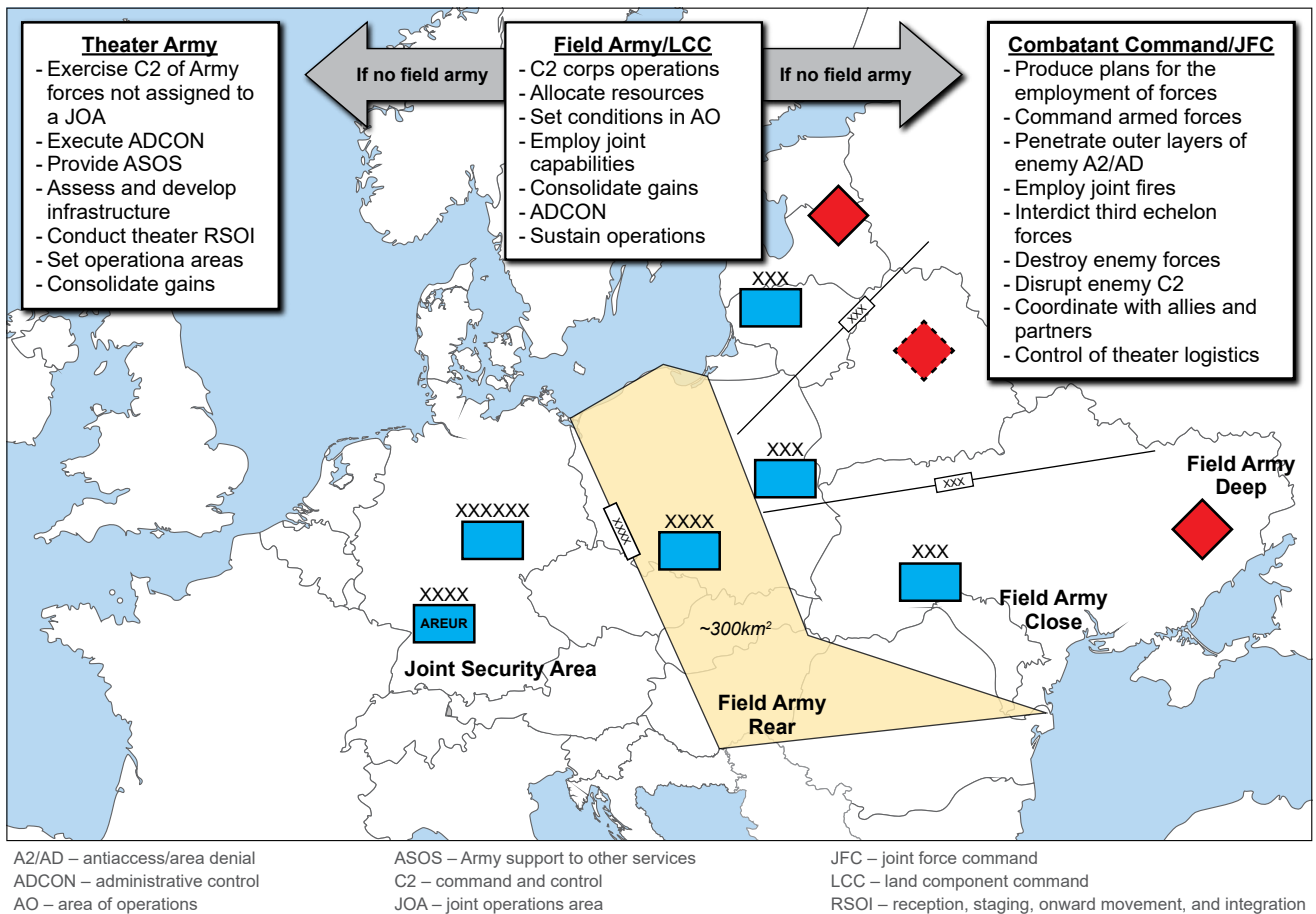 Theater Army
- Exercise C2 of Army
forces not assigned to
a JOA
- Execute ADCON
- Provide ASOS
- Assess and develop
infrastructure
- Conduct theater RSOI
- Set operationa areas
- Consolidate gains
If no field army
Field Army/LCC
- C2 corps operations
- Allocate resources
- Set conditions in AO
- Employ joint
capabilities
- Consolidate gains
- ADCON
- Sustain operations
If no field army
Combatant Command/JFC
- Produce plans for the
employment of forces
- Command armed forces
- Penetrate outer layers of
enemy A2/AD
- Employ joint fires
- Interdict third echelon
forces
- Destroy enemy forces
- Disrupt enemy C2
- Coordinate with allies and
partners
- Control of theater logistics
XXX
XXX
XXX
XXX
Field Army
Deep
XXXXXX
XXXX
XXXX
XXX
XXXX
AREUR
Field Army
Close
~300km²
Joint Security Area
Field Army
Rear
A2/AD – antiaccess/area denial
ADCON – administrative control
AO – area of operations
ASOS – Army support to other services
C2 – command and control
JOA – joint operations area
JFC – joint force command
LCC – land component command
RSOI – reception, staging, onward movement, and integration